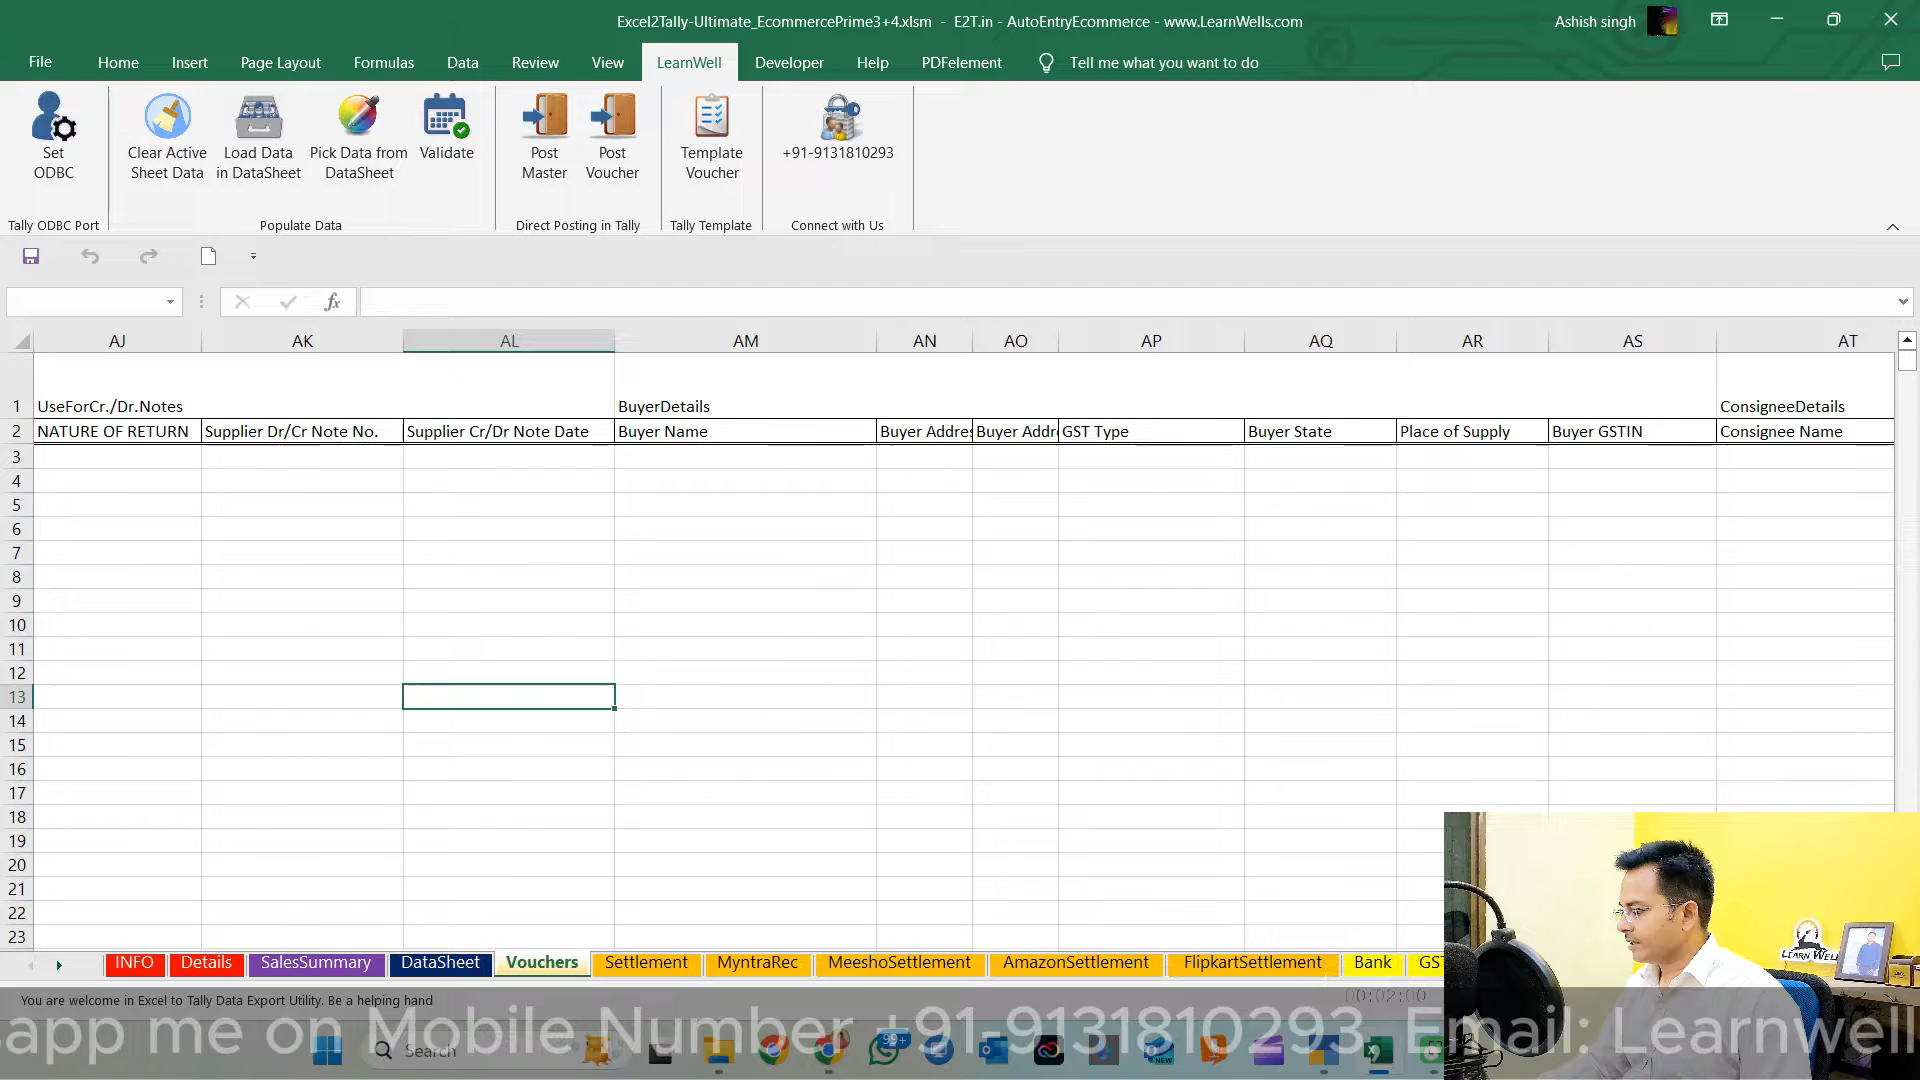 Excel2Tally-Ultimate_EcommercePrime3+4.xlsm - E2T.in - AutoEntryEcommerce - www.LearnWells.com
Ashish singh
File Home Insert Page Layout Formulas Data Review View LearnWell Developer Help PDFelement Tell me what you want to do
Set ODBC
Clear Active Sheet Data
Load Data in DataSheet
Pick Data from DataSheet
Validate
Post Master
Post Voucher
Template Voucher
+91-9131810293
Tally ODBC Port
Populate Data
Direct Posting in Tally
Tally Template
Connect with Us
fx
AJ AK AL AM AN AO AP AQ AR AS AT
1 UseForCr./Dr.Notes BuyerDetails ConsigneeDetails
2 NATURE OF RETURN Supplier Dr/Cr Note No. Supplier Cr/Dr Note Date Buyer Name Buyer Addres Buyer Addr GST Type Buyer State Place of Supply Buyer GSTIN Consignee Name
3
4
5
6
7
8
9
10
11
12
13
14
15
16
17
18
19
20
21
22
23
LEARN WELL
INFO Details SalesSummary DataSheet Vouchers Settlement MyntraRec MeeshoSettlement AmazonSettlement FlipkartSettlement Bank GST
You are welcome in Excel to Tally Data Export Utility. Be a helping hand
00:02:00
app me on Mobile Number +91-9131810293, Email: Learnwell
Search
99+
NEW